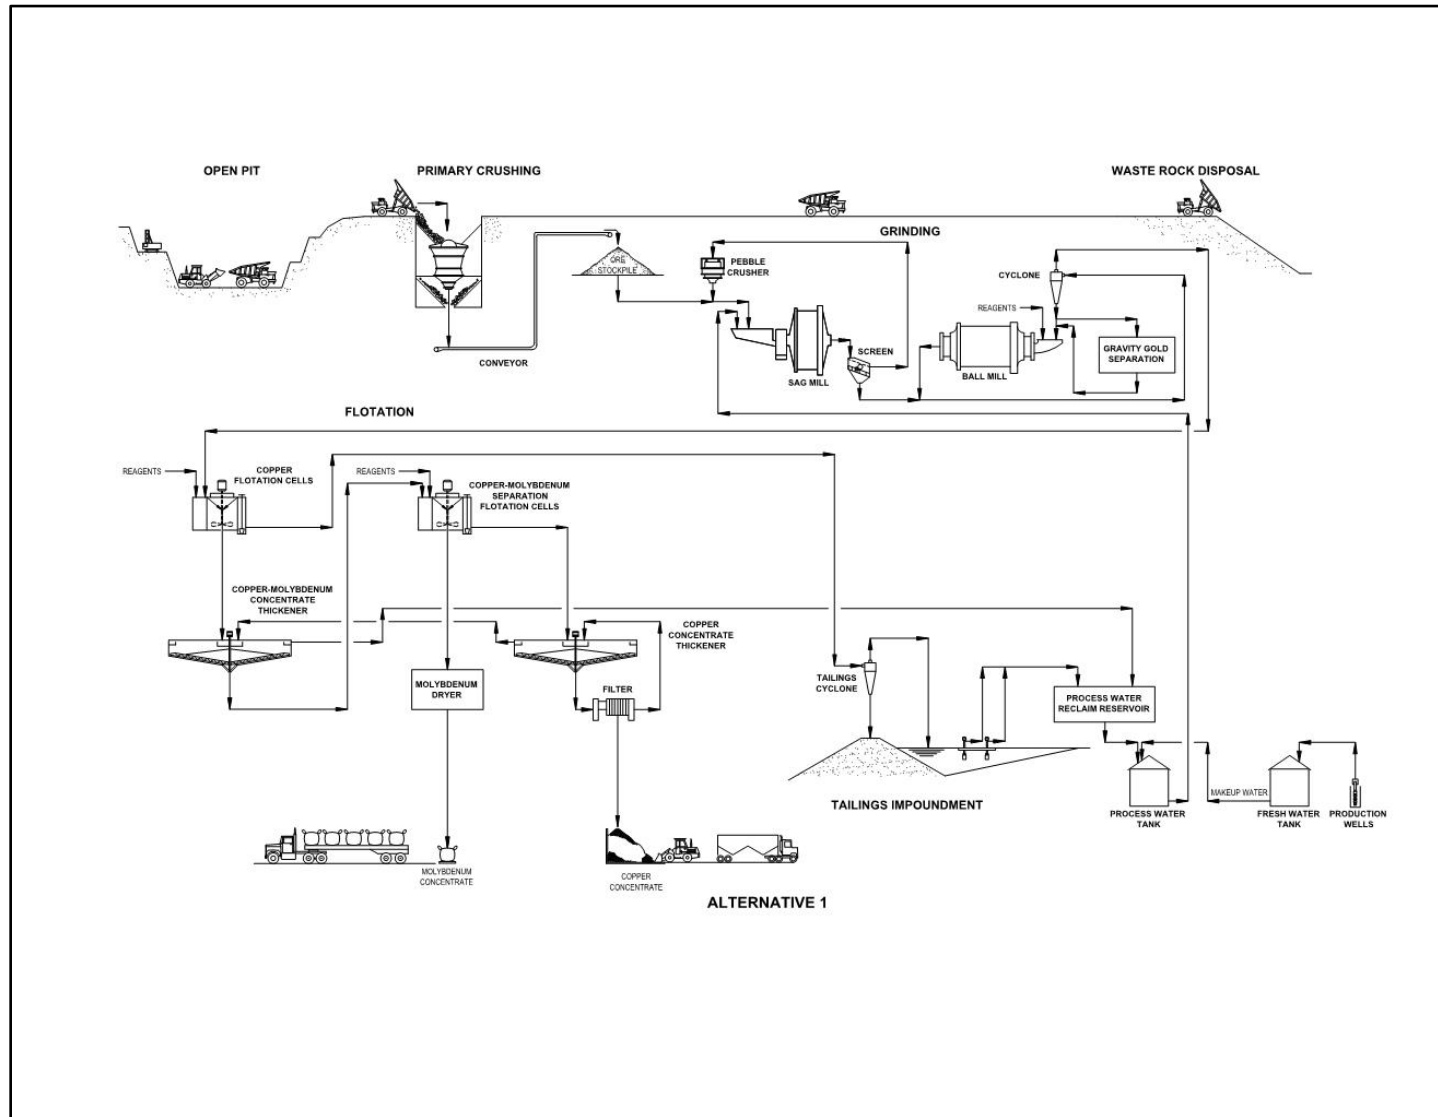 OPEN PIT
PRIMARY CRUSHING
WASTE ROCK DISPOSAL
GRINDING
ORE
STOCKPILE
PEBBLE
CRUSHER
CYCLONE
REAGENTS
GRAVITY GOLD
SEPARATION
SCREEN
CONVEYOR
SAG MILL
BALL MILL
FLOTATION
REAGENTS
COPPER
FLOTATION CELLS
REAGENTS
COPPER-MOLYBDENUM
SEPARATION
FLOTATION CELLS
COPPER-MOLYBDENUM
CONCENTRATE
THICKENER
COPPER
CONCENTRATE
THICKENER
MOLYBDENUM
DRYER
FILTER
TAILINGS
CYCLONE
PROCESS WATER
RECLAIM RESERVOIR
TAILINGS IMPOUNDMENT
MAKEUP WATER
PROCESS WATER
TANK
FRESH WATER
TANK
PRODUCTION
WELLS
MOLYBDENUM
CONCENTRATE
COPPER
CONCENTRATE
ALTERNATIVE 1